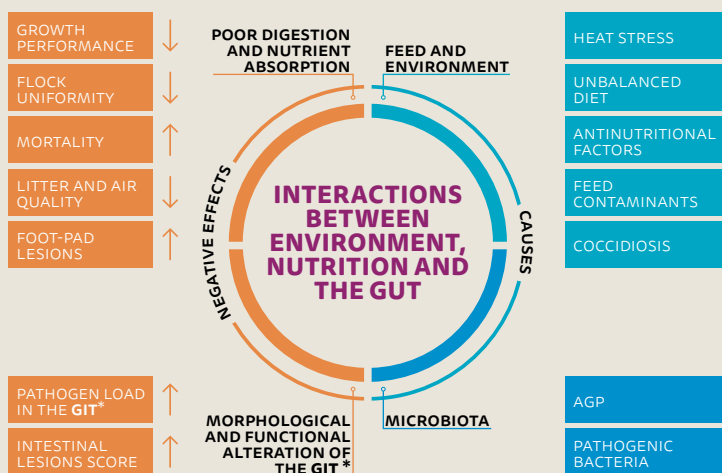 GROWTH
PERFORMANCE
FLOCK
UNIFORMITY
MORTALITY
LITTER AND AIR
QUALITY
FOOT-PAD
LESIONS
PATHOGEN LOAD
IN THE GIT*
INTESTINAL
LESIONS SCORE
POOR DIGESTION
AND NUTRIENT
ABSORPTION
FEED AND
ENVIRONMENT
NEGATIVE EFFECTS
INTERACTIONS
BETWEEN
ENVIRONMENT,
NUTRITION AND
THE GUT
CAUSES
MORPHOLOGICAL
AND FUNCTIONAL
ALTERATION OF
THE GIT *
MICROBIOTA
HEAT STRESS
UNBALANCED
DIET
ANTINUTRITIONAL
FACTORS
FEED
CONTAMINANTS
COCCIDIOSIS
AGP
PATHOGENIC
BACTERIA